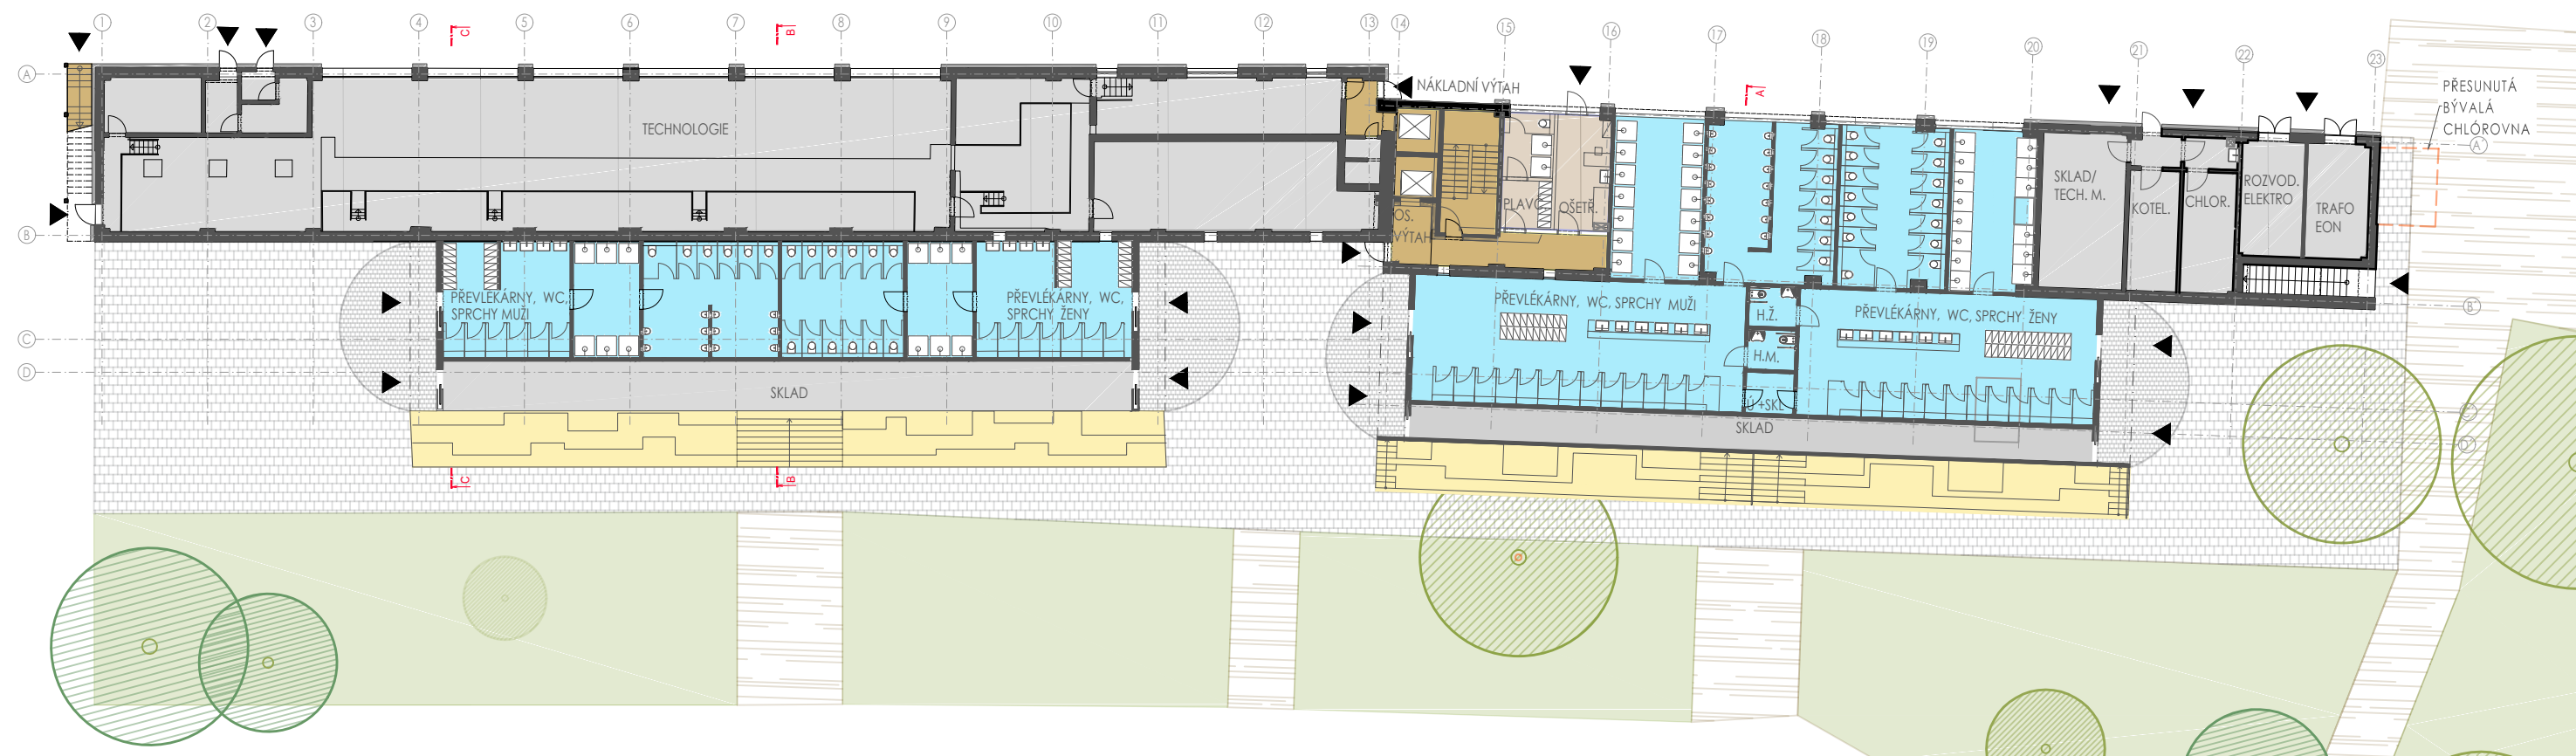 1 2 3 4 5 6 7 8 9 10 11 12 13 14 15 16 17 18 19 20 21 22 23
C B A
A
B
C
D
NÁKLADNÍ VÝTAH
PŘESUNUTÁ
BÝVALÁ
CHLÓROVNA
A'
B'
C'
D'
TECHNOLOGIE
OS.
VÝTAH
PLAVČ.
OŠETŘ.
SKLAD/
TECH. M.
KOTEL.
CHLOR.
ROZVOD.
ELEKTRO
TRAFO
EON
PŘEVLÉKÁRNY, WC,
SPRCHY MUŽI
PŘEVLÉKÁRNY, WC,
SPRCHY ŽENY
PŘEVLÉKÁRNY, WC, SPRCHY MUŽI
H.Ž.
H.M.
Ú+SKL
PŘEVLÉKÁRNY, WC, SPRCHY ŽENY
SKLAD
SKLAD
C B